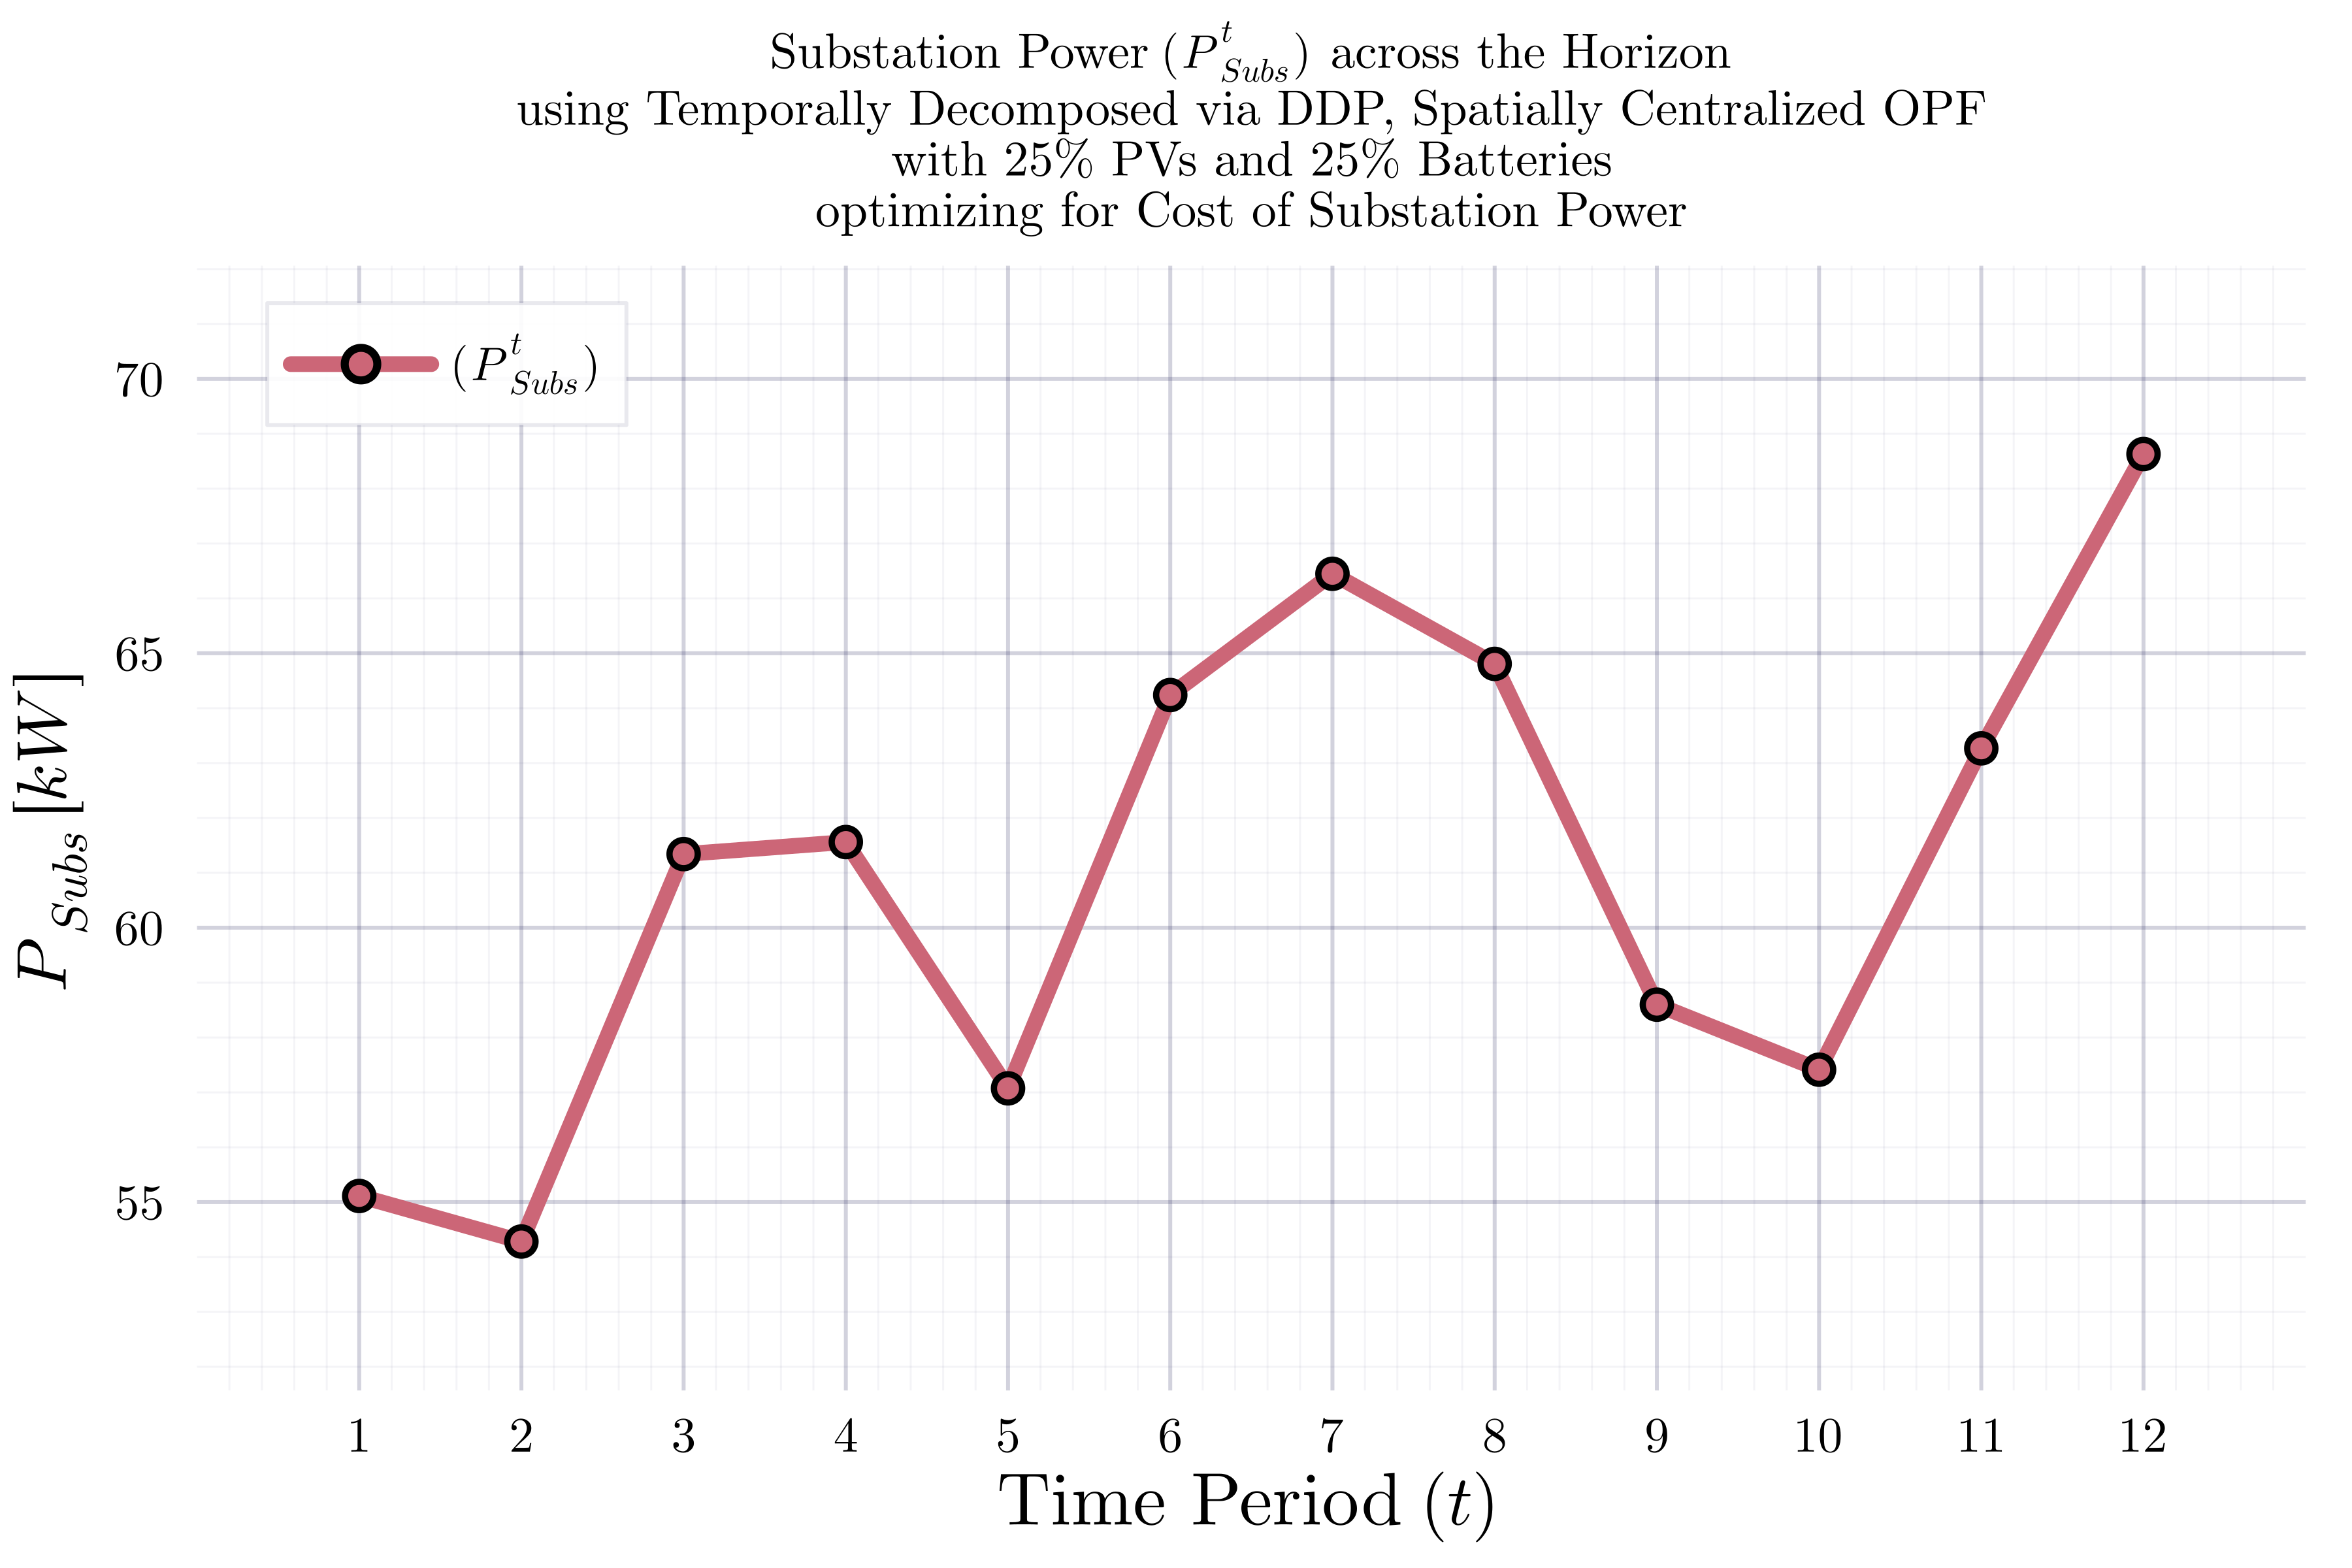 Substation Power (P^t_Subs) across the Horizon
using Temporally Decomposed via DDP, Spatially Centralized OPF
with 25% PVs and 25% Batteries
optimizing for Cost of Substation Power
(P^t_Subs)
70
65
60
55
P_Subs [kW]
1 2 3 4 5 6 7 8 9 10 11 12
Time Period (t)